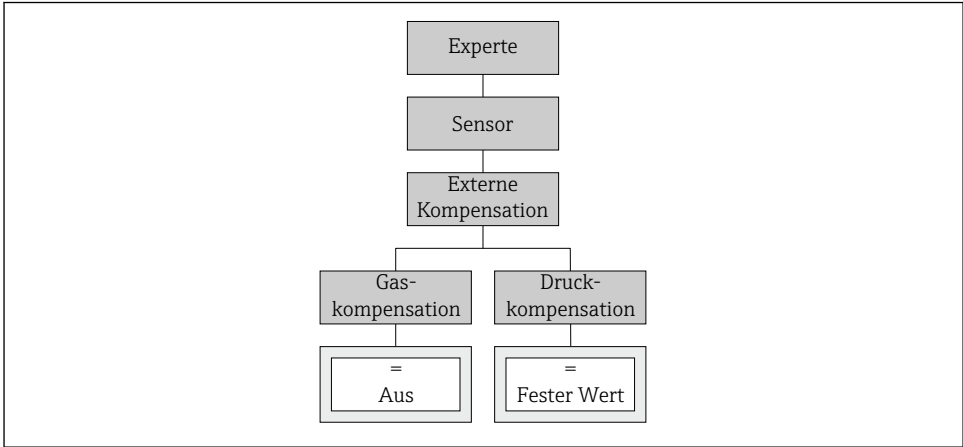 Experte
Sensor
Externe
Kompensation
Gas-
kompensation
Druck-
kompensation
=
Aus
=
Fester Wert